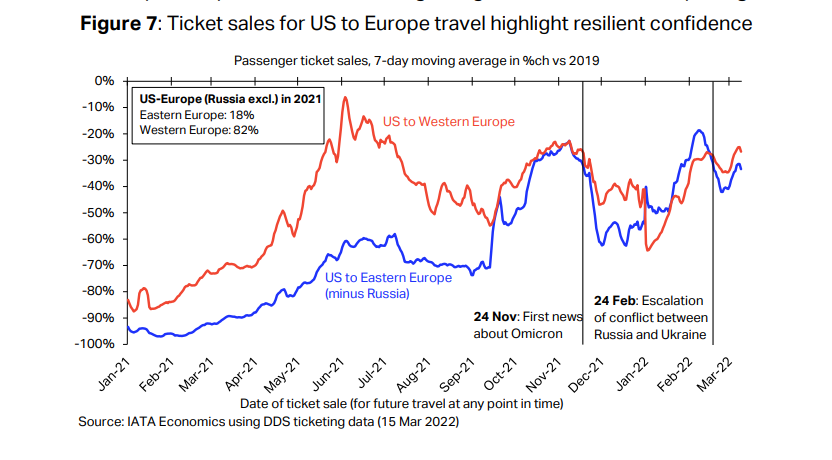 Figure 7: Ticket sales for US to Europe travel highlight resilient confidence
Passenger ticket sales, 7-day moving average in %ch vs 2019
0%
-10%
-20%
-30%
-40%
-50%
-60%
-70%
-80%
-90%
-100%
US-Europe (Russia excl.) in 2021
Eastern Europe: 18%
Western Europe: 82%
US to Western Europe
US to Eastern Europe
(minus Russia)
24 Nov: First news
about Omicron
24 Feb: Escalation
of conflict between
Russia and Ukraine
Jan-21
Feb-21
Mar-21
Apr-21
May-21
Jun-21
Jul-21
Aug-21
Sep-21
Oct-21
Nov-21
Dec-21
Jan-22
Feb-22
Mar-22
Date of ticket sale (for future travel at any point in time)
Source: IATA Economics using DDS ticketing data (15 Mar 2022)